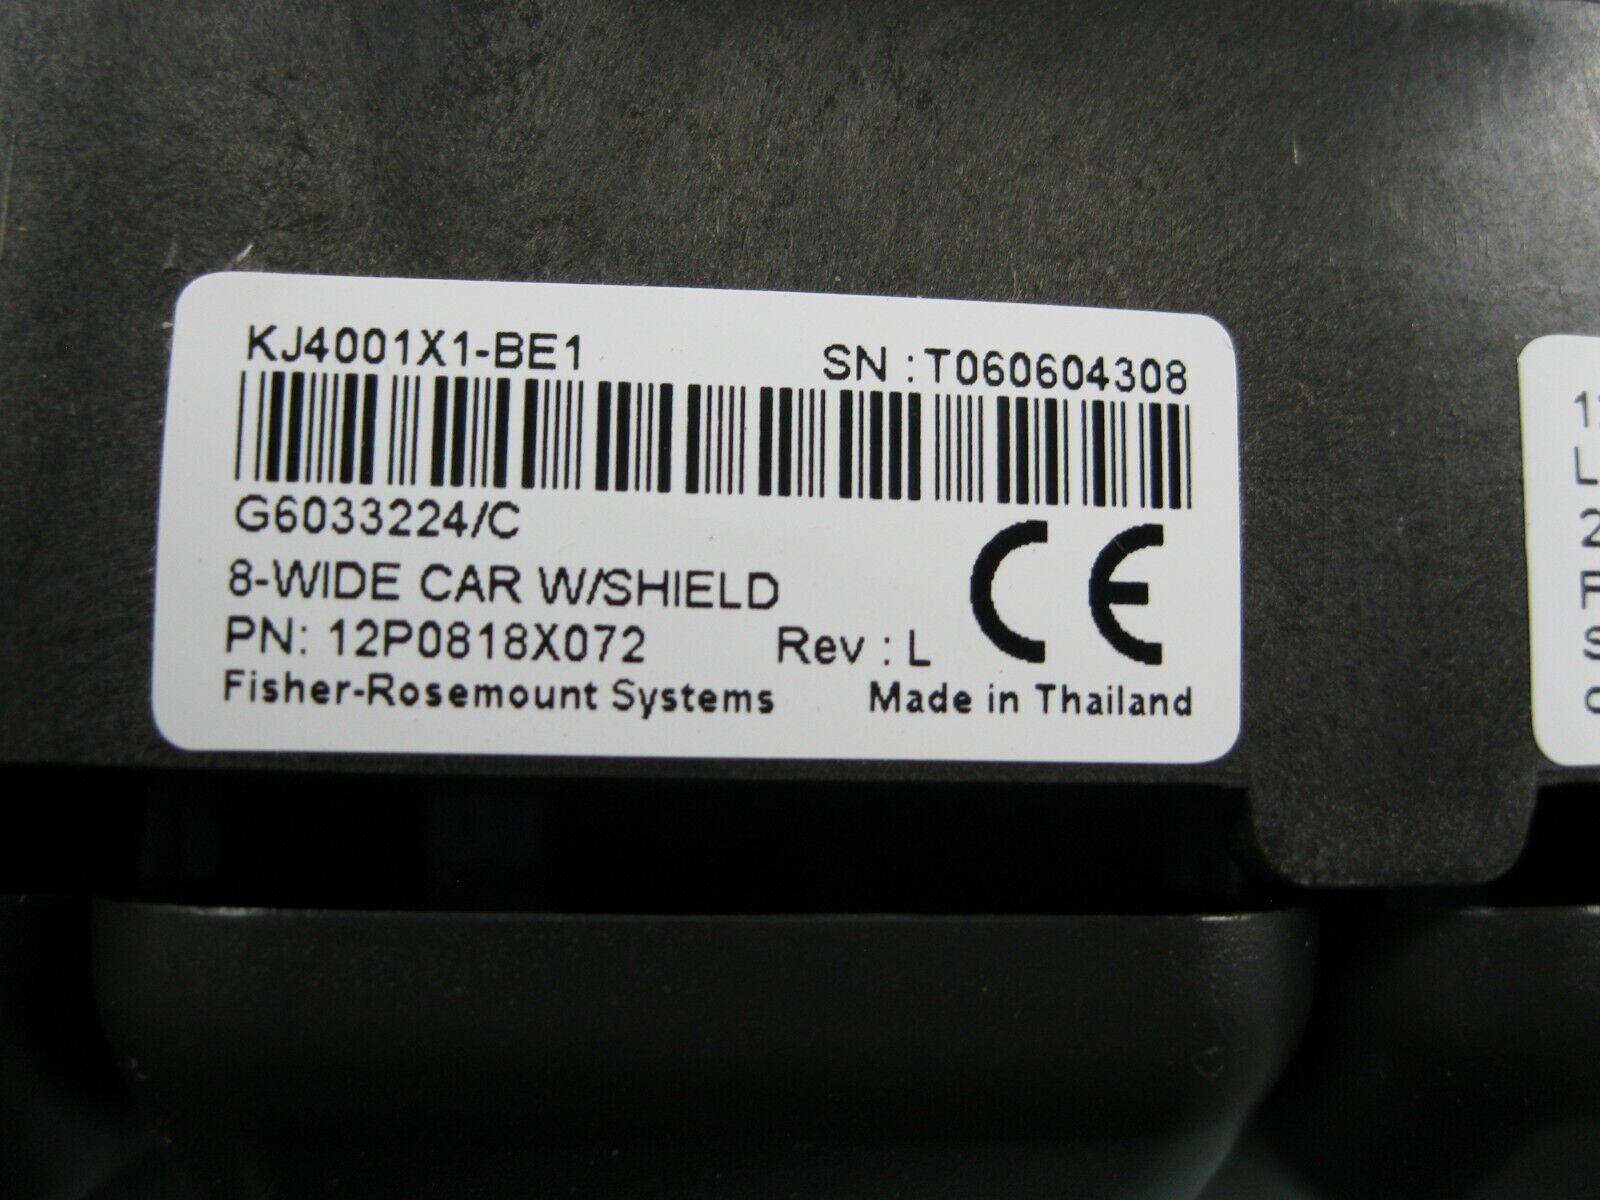 KJ4001X1-BE1 SN :T060604308
G6033224/C
8-WIDE CAR W/SHIELD
PN: 12P0818X072 Rev : L CE
Fisher-Rosemount Systems Made in Thailand